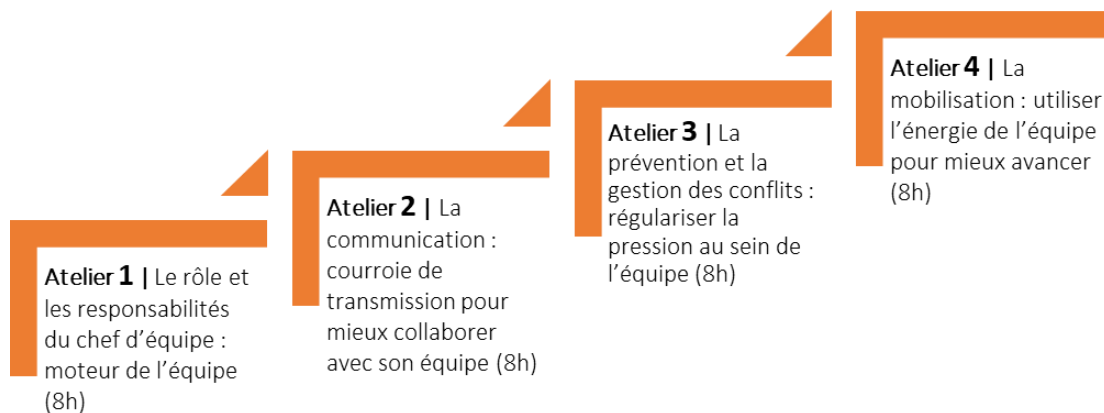 Atelier 1 | Le rôle et
les responsabilités
du chef d’équipe :
moteur de l’équipe
(8h)
Atelier 2 | La
communication :
courroie de
transmission pour
mieux collaborer
avec son équipe (8h)
Atelier 3 | La
prévention et la
gestion des conflits :
régulariser la
pression au sein de
l’équipe (8h)
Atelier 4 | La
mobilisation : utiliser
l’énergie de l’équipe
pour mieux avancer
(8h)